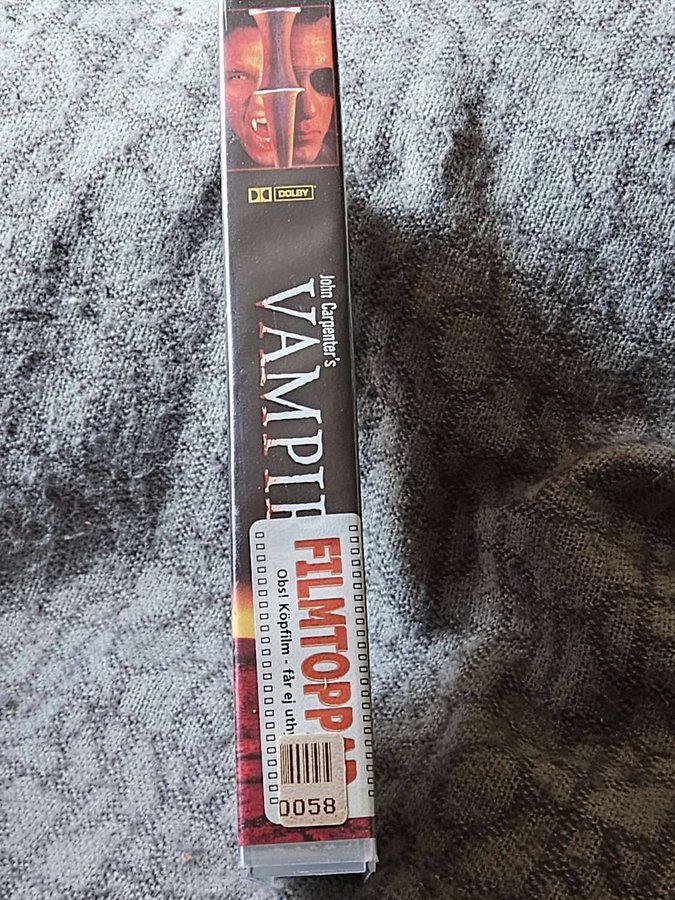 DOLBY
John Carpenter's
VAMPI
FILMTOPP
Obs! Köpfilm - får ej uth
0058